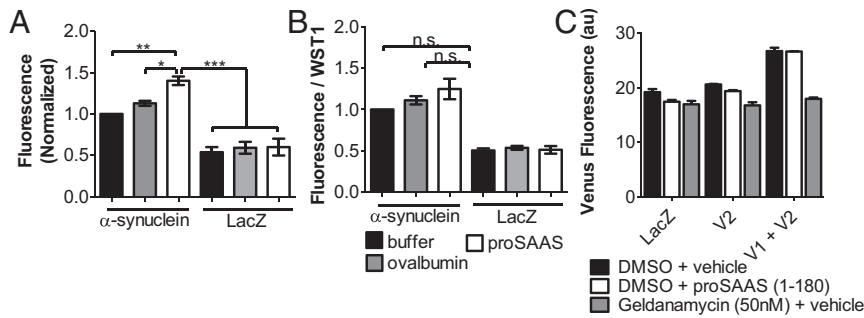 A
Fluorescence
(Normalized)
2.0
1.5
1.0
0.5
0.0
**
*
***
α-synuclein
LacZ
B
Fluorescence / WST1
2.0
1.5
1.0
0.5
0.0
n.s.
n.s.
α-synuclein
LacZ
buffer
proSAAS
ovalbumin
C
Venus Fluorescence (au)
30
20
10
0
LacZ
V2
V1 + V2
DMSO + vehicle
DMSO + proSAAS (1-180)
Geldanamycin (50nM) + vehicle